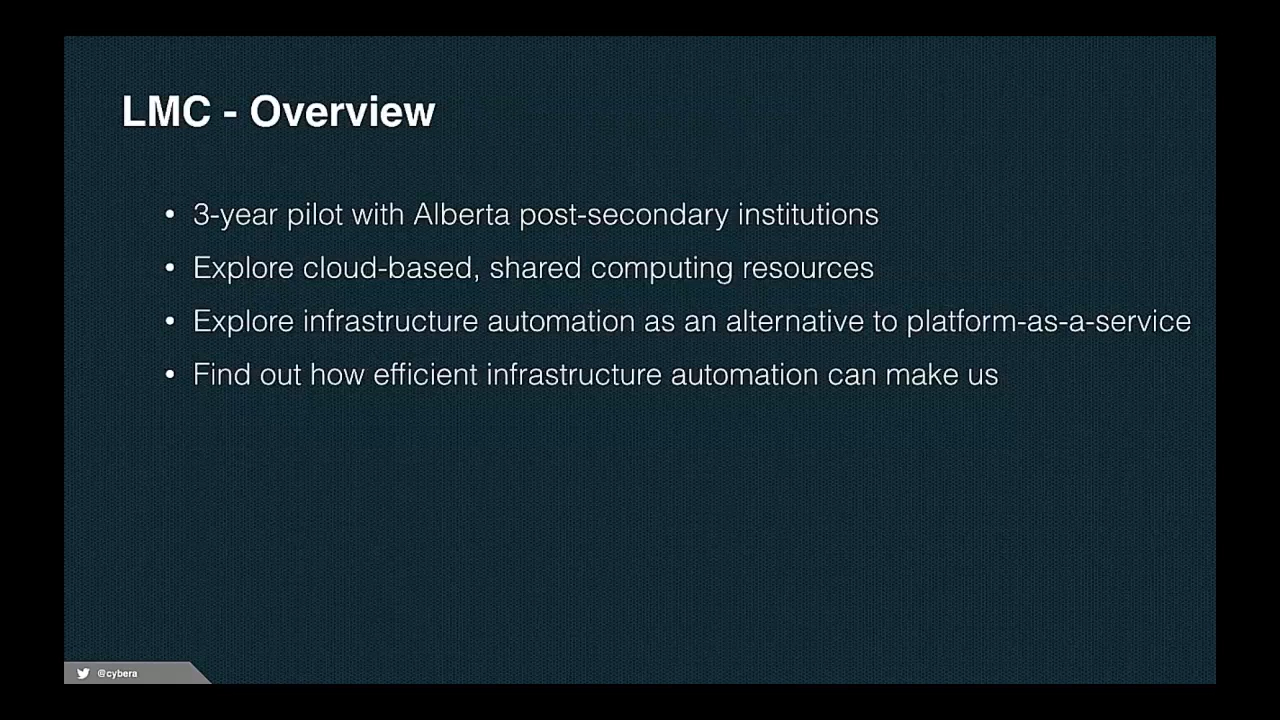 LMC - Overview
• 3-year pilot with Alberta post-secondary institutions
• Explore cloud-based, shared computing resources
• Explore infrastructure automation as an alternative to platform-as-a-service
• Find out how efficient infrastructure automation can make us
@cybera